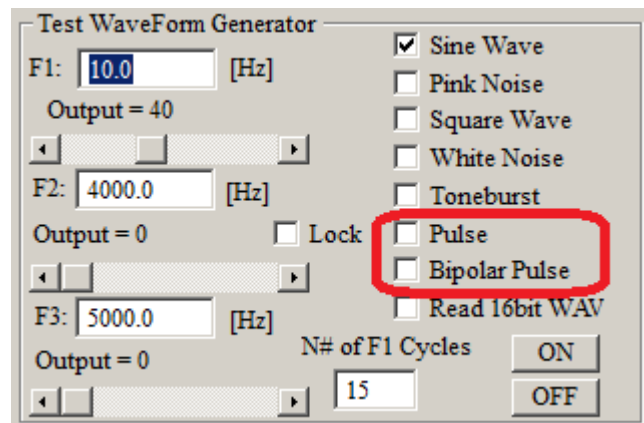 Test WaveForm Generator
F1: 10.0 [Hz]
Output = 40
F2: 4000.0 [Hz]
Output = 0
Lock
F3: 5000.0 [Hz]
Output = 0
Sine Wave
Pink Noise
Square Wave
White Noise
Toneburst
Pulse
Bipolar Pulse
Read 16bit WAV
N# of F1 Cycles
15
ON
OFF